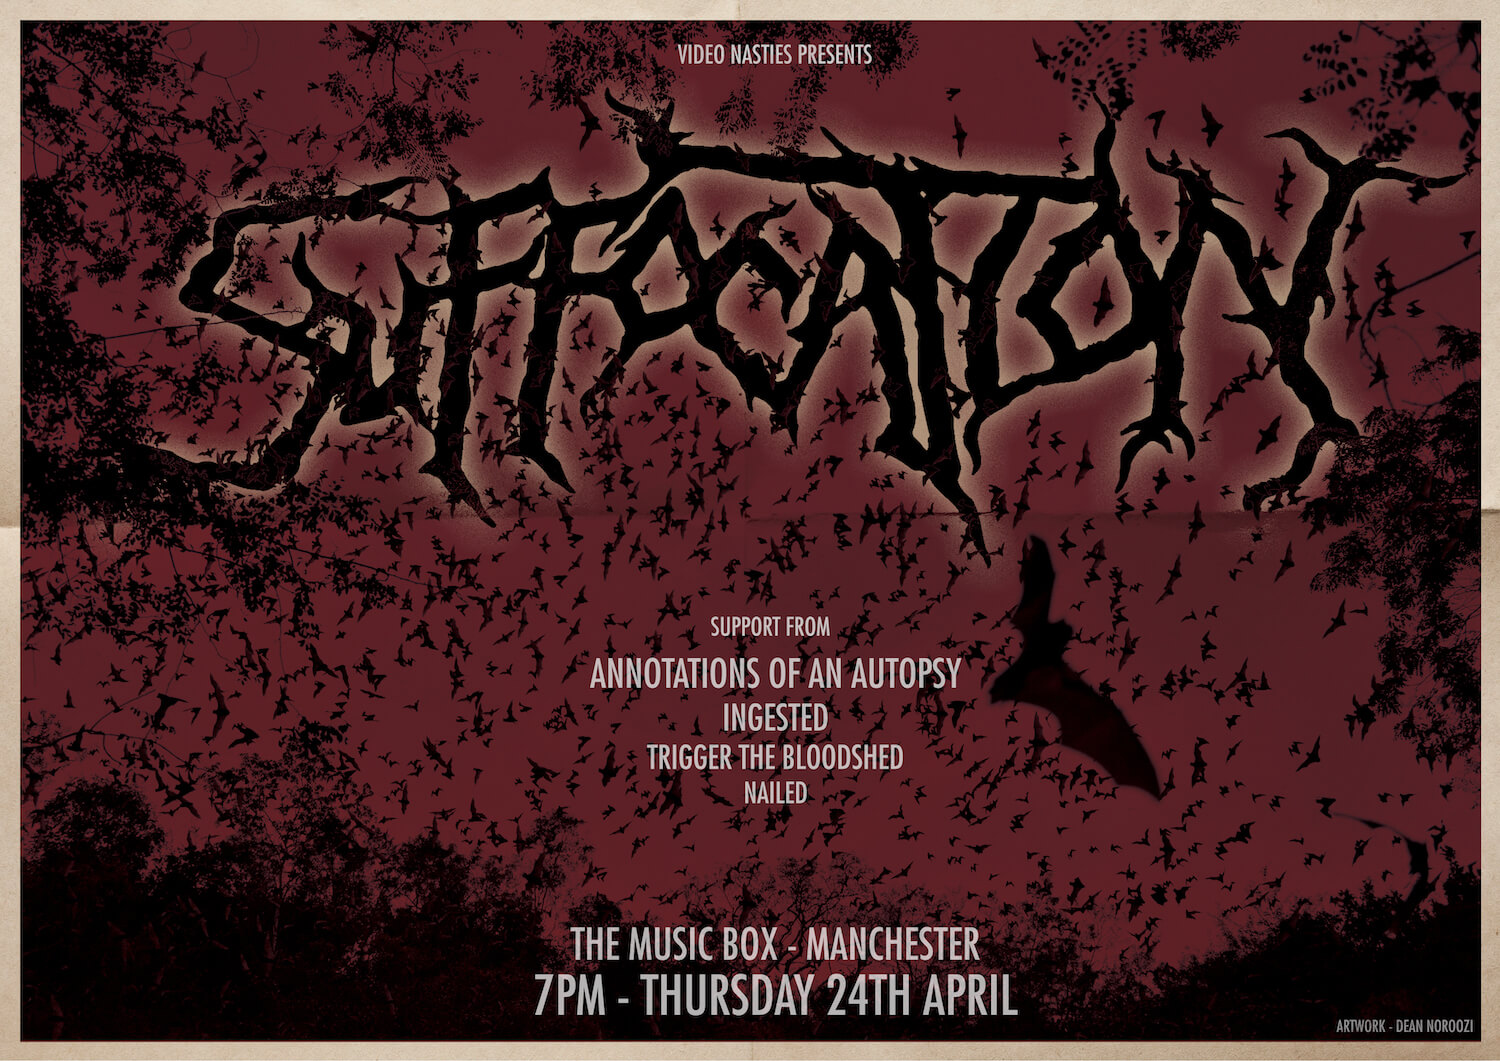 VIDEO NASTIES PRESENTS
SUFFOCATION
SUPPORT FROM
ANNOTATIONS OF AN AUTOPSY
INGESTED
TRIGGER THE BLOODSHED
NAILED
THE MUSIC BOX - MANCHESTER
7PM - THURSDAY 24TH APRIL
ARTWORK - DEAN NOROOZI